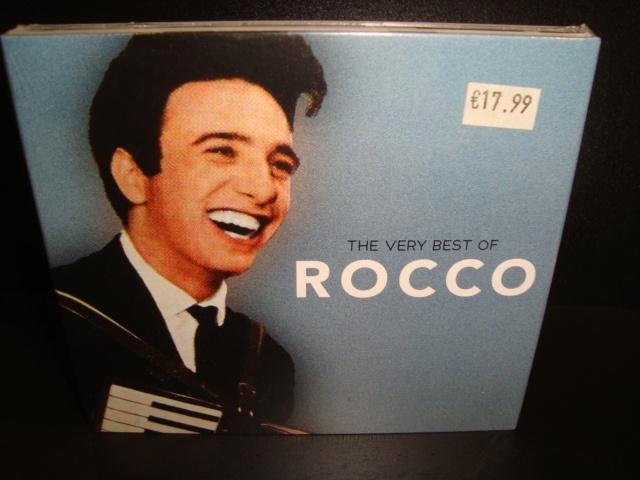 €17.99
THE VERY BEST OF
ROCCO